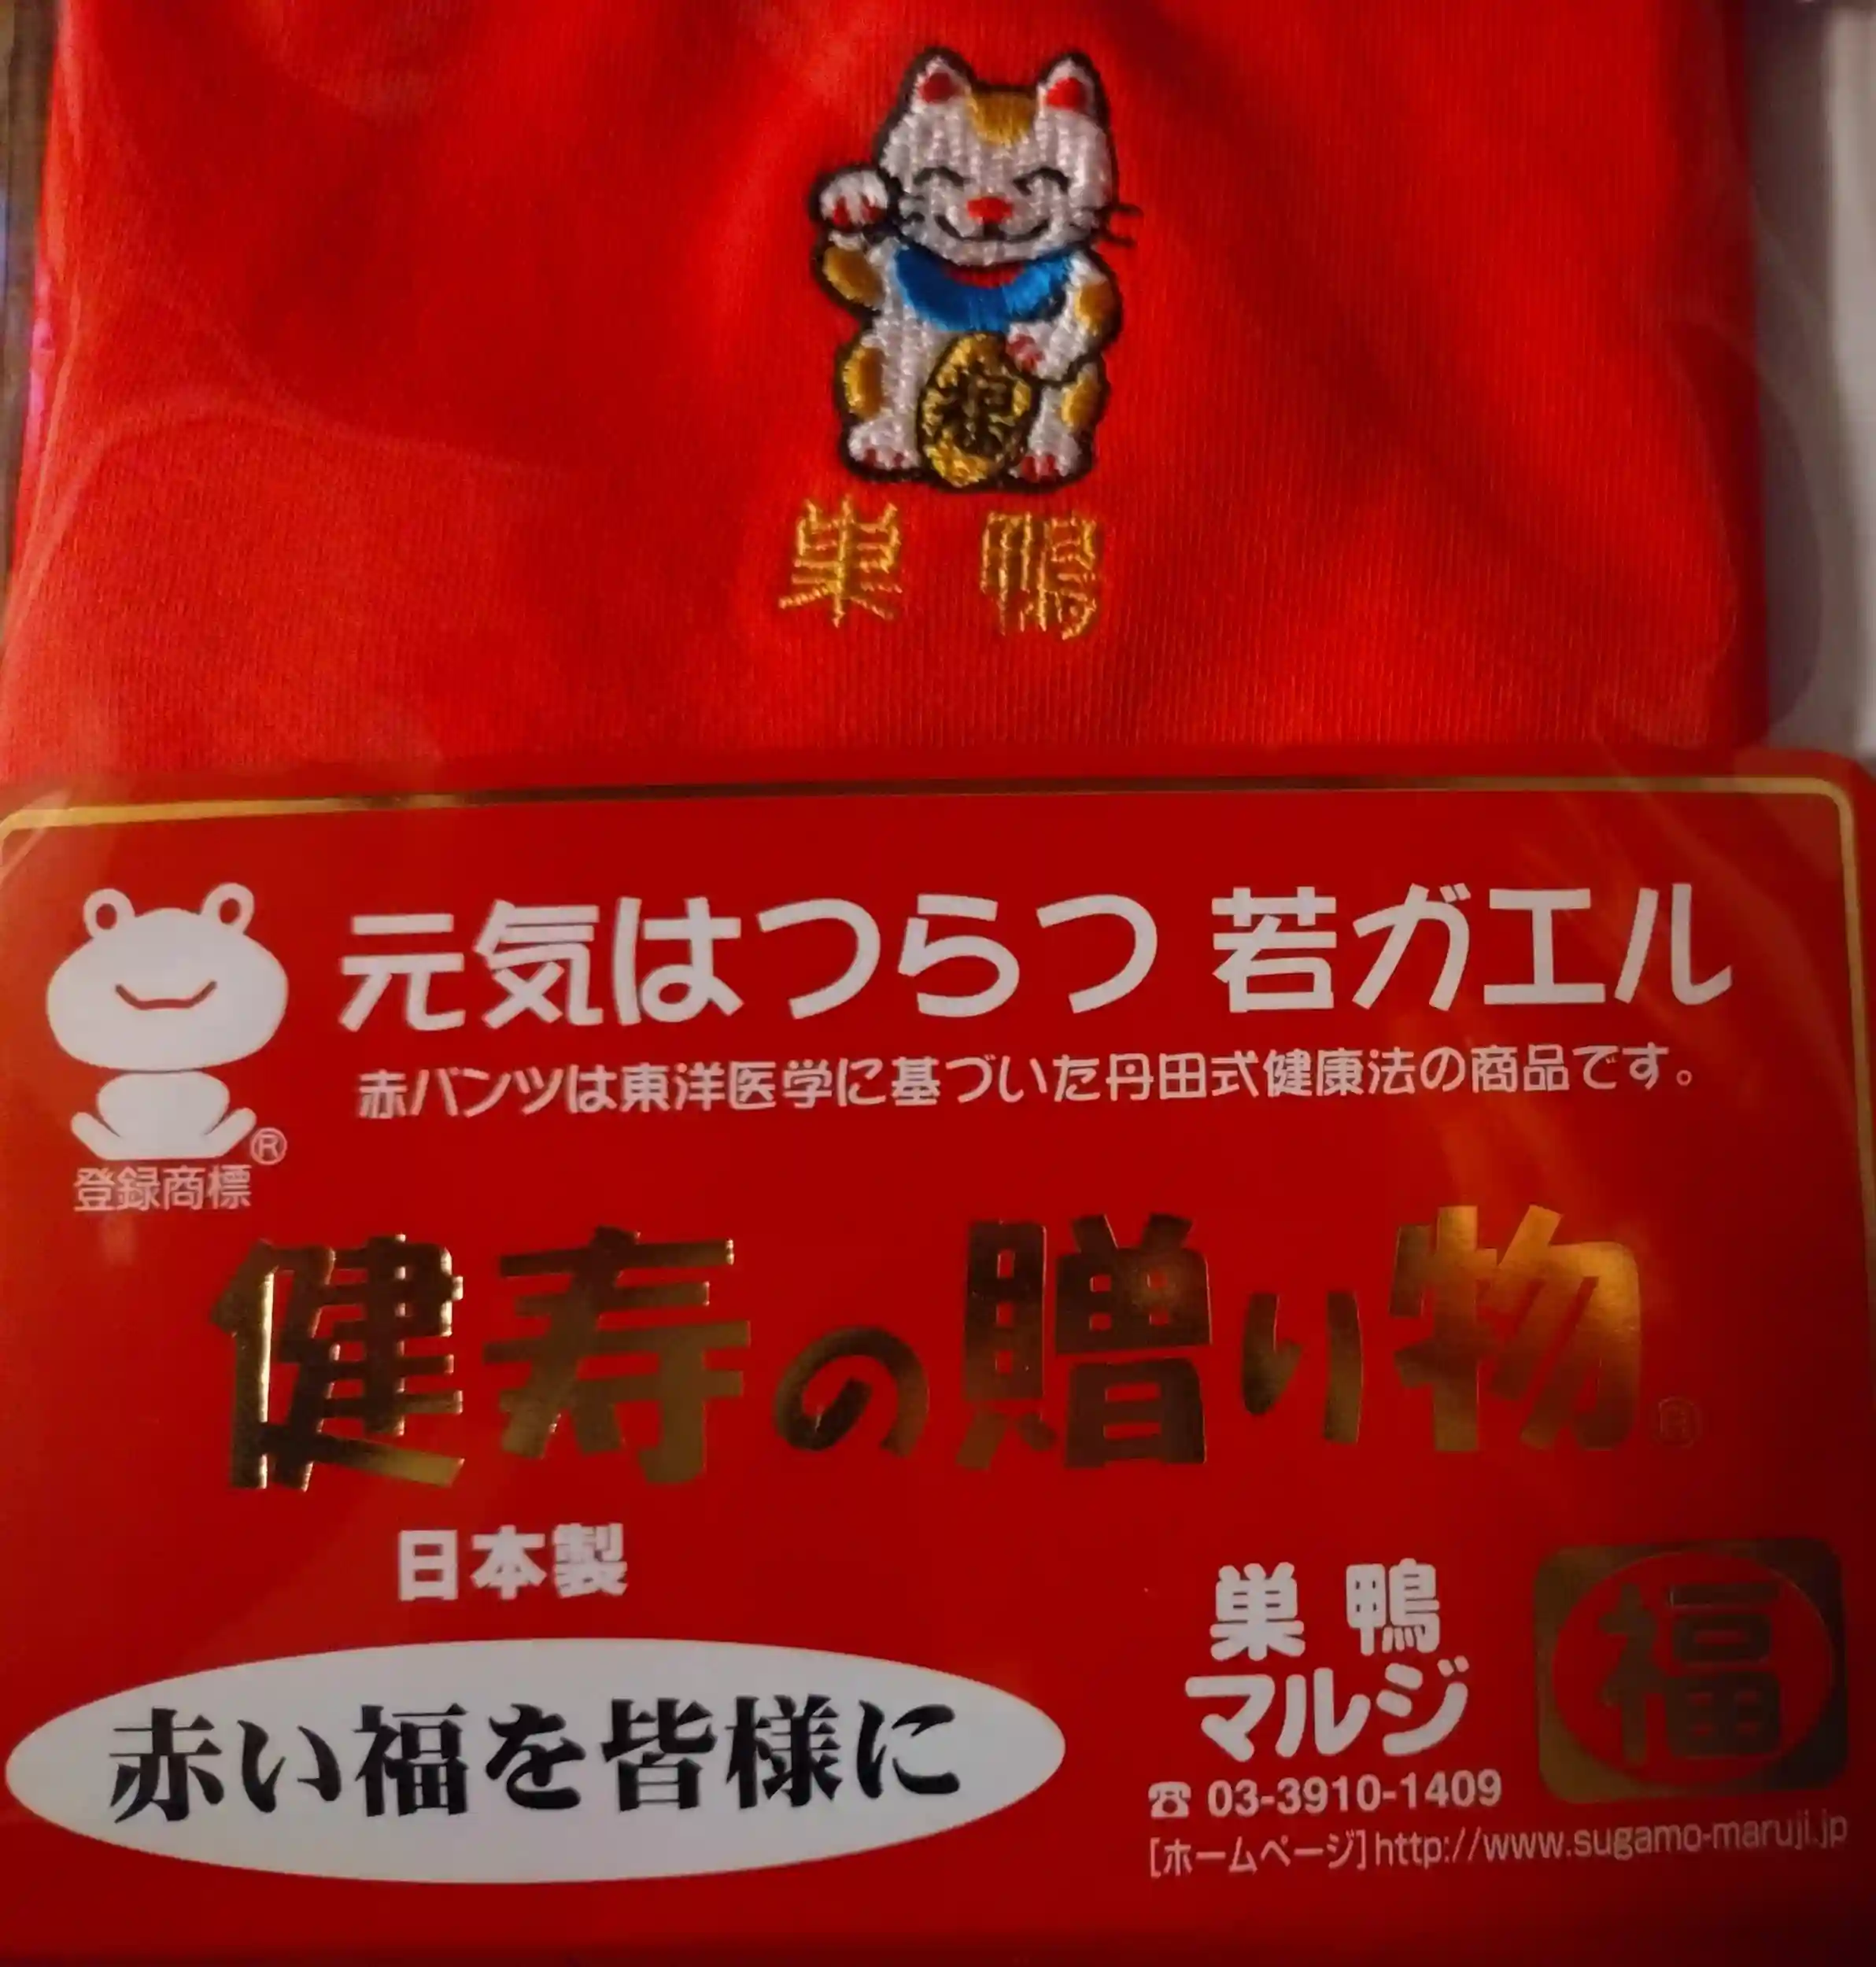 巣鴨
元気はつらつ 若ガエル
赤パンツは東洋医学に基づいた丹田式健康法の商品です。
®
登録商標
健寿の贈り物®
日本製
赤い福を皆様に
巣鴨
マルジ
福
☎ 03-3910-1409
[ホームページ]http://www.sugamo-maruji.jp